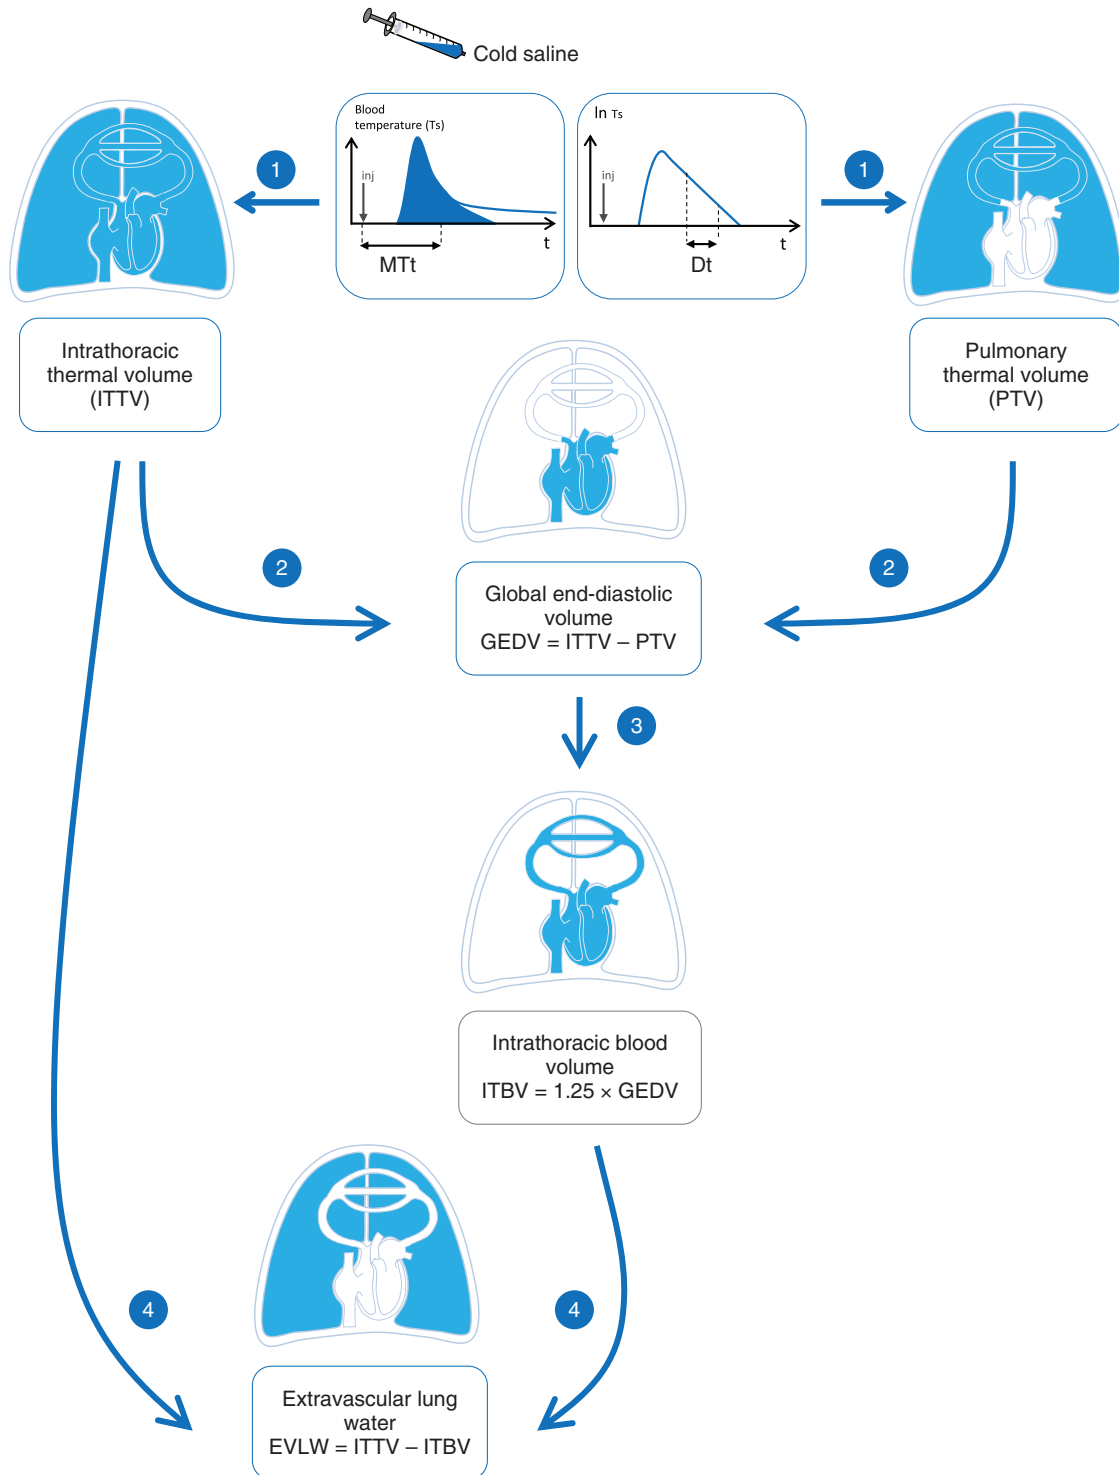 Cold saline
Blood
temperature (Ts)
inj
t
MTt
ln Ts
inj
t
Dt
1
1
Intrathoracic
thermal volume
(ITTV)
Pulmonary
thermal volume
(PTV)
2
2
Global end-diastolic
volume
GEDV = ITTV – PTV
3
Intrathoracic blood
volume
ITBV = 1.25 × GEDV
4
4
Extravascular lung
water
EVLW = ITTV – ITBV